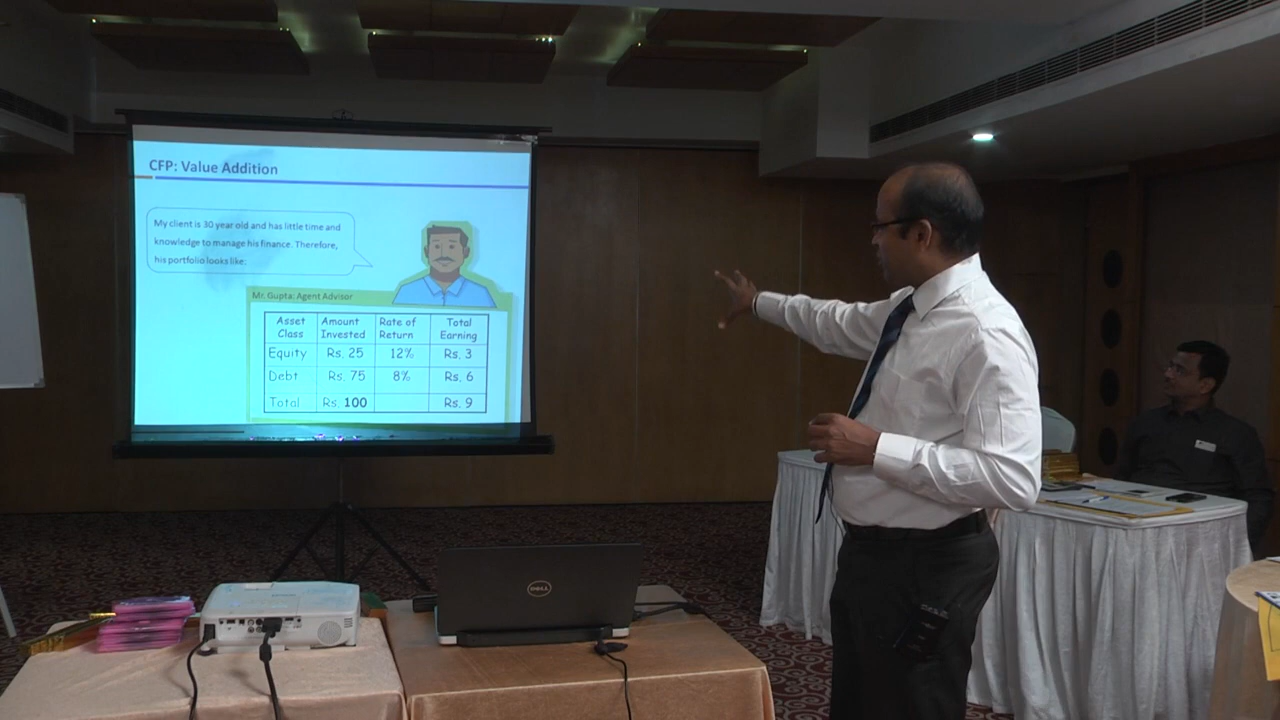 CFP: Value Addition
My client is 30 year old and has little time and
knowledge to manage his finance. Therefore,
his portfolio looks like.
Mr. Gupta: Agent Advisor
Asset Class Amount Invested Rate of Return Total Earning
Equity Rs. 25 12% Rs. 3
Debt Rs. 75 8% Rs. 6
Total Rs. 100 Rs. 9
DELL